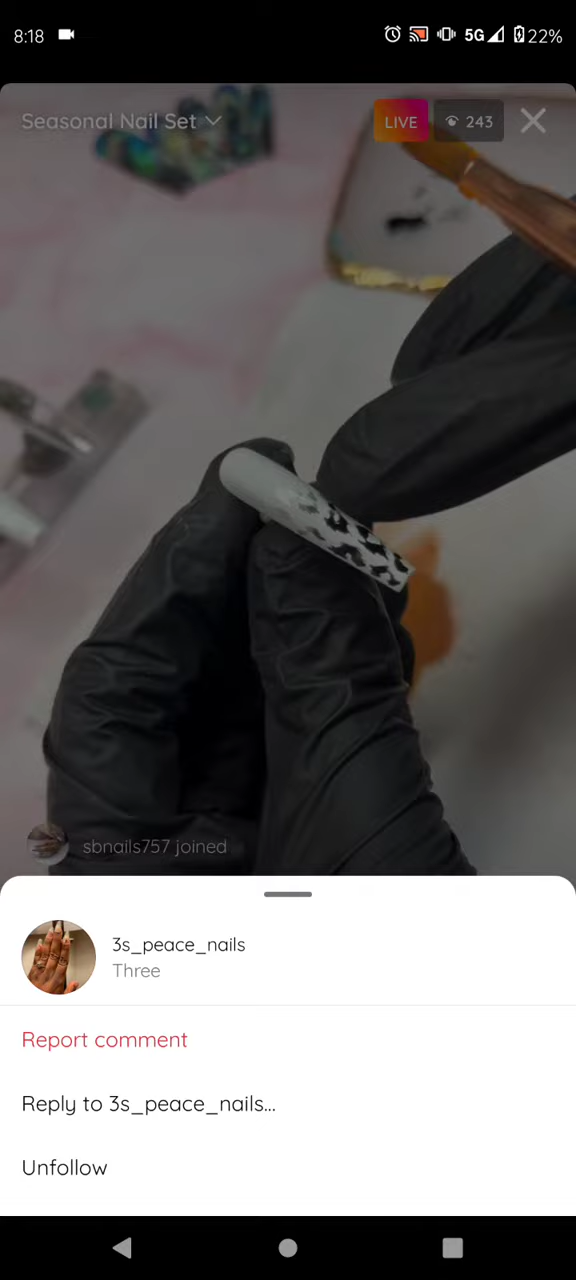 8:18
5G
22%
Seasonal Nail Set
LIVE
243
sbnails757 joined
3s_peace_nails
Three
Report comment
Reply to 3s_peace_nails...
Unfollow